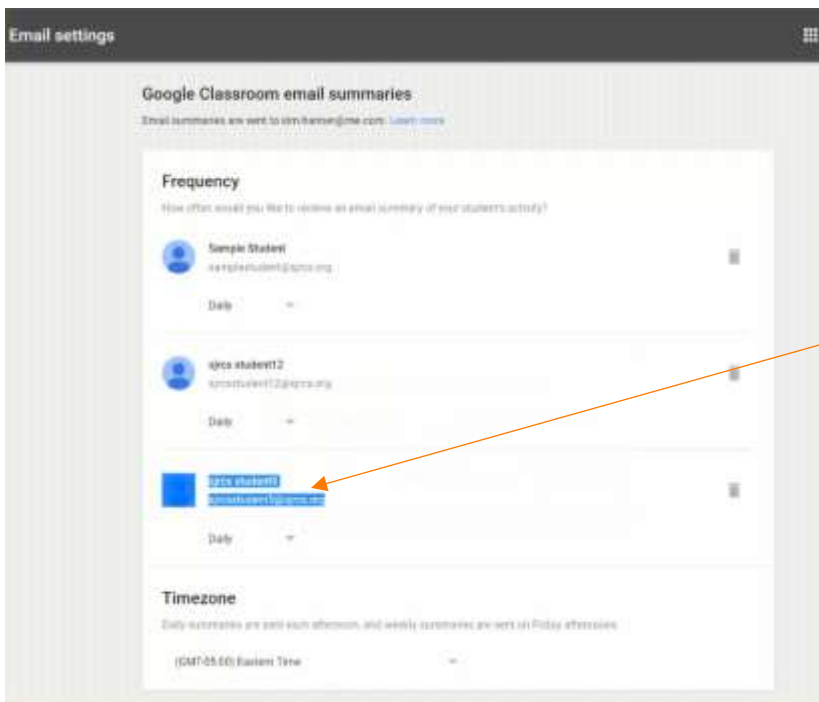 Email settings
Google Classroom email summaries
Email summaries are sent to Learn more
Frequency
How often would you like to receive an email summary of your student's activity?
Sample Student
samplestudent@sjrcs.org
Daily
sjrcs student12
sjrcsstudent12@sjrcs.org
Daily
sjrcs
Daily
Timezone
Daily summaries are sent each afternoon, and weekly summaries are sent on Friday afternoons.
(GMT-05:00) Eastern Time